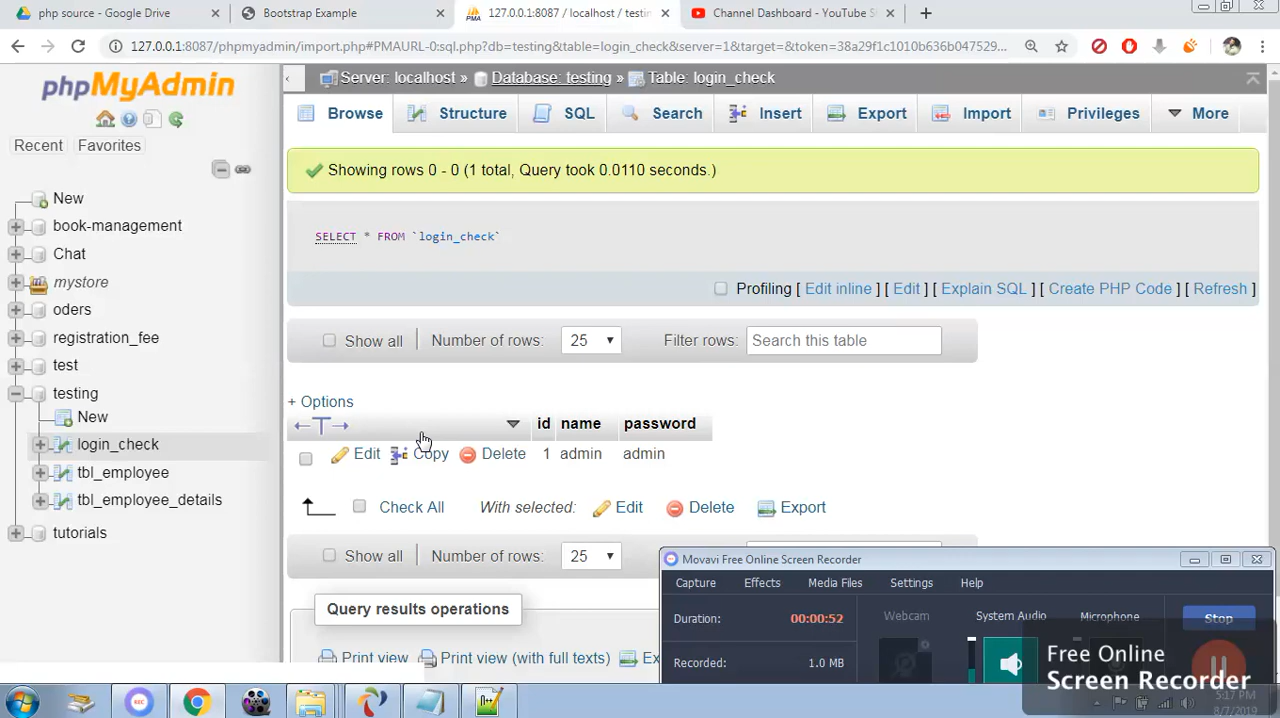 php source - Google Drive
Bootstrap Example
127.0.0.1:8087 / localhost / testin
Channel Dashboard - YouTube S
127.0.0.1:8087/phpmyadmin/import.php#PMAURL-0:sql.php?db=testing&table=login_check&server=1&target=&token=3a29f1c1010b636b047529...
phpMyAdmin
Recent
Favorites
New
book-management
Chat
mystore
oders
registration_fee
test
testing
New
login_check
tbl_employee
tbl_employee_details
tutorials
Server: localhost » Database: testing » Table: login_check
Browse
Structure
SQL
Search
Insert
Export
Import
Privileges
More
Showing rows 0 - 0 (1 total, Query took 0.0110 seconds.)
SELECT * FROM `login_check`
Profiling [ Edit inline ] [ Edit ] [ Explain SQL ] [ Create PHP Code ] [ Refresh ]
Show all
Number of rows:
25
Filter rows:
Search this table
+ Options
id name password
Edit Copy Delete 1 admin admin
Check All
With selected:
Edit
Delete
Export
Show all
Number of rows:
25
Query results operations
Print view
Print view (with full texts)
Ex
Movavi Free Online Screen Recorder
Capture
Effects
Media Files
Settings
Help
Duration:
00:00:52
Webcam
System Audio
Microphone
Stop
Recorded:
1.0 MB
Free Online
Screen Recorder
5:17 PM
8/7/2019